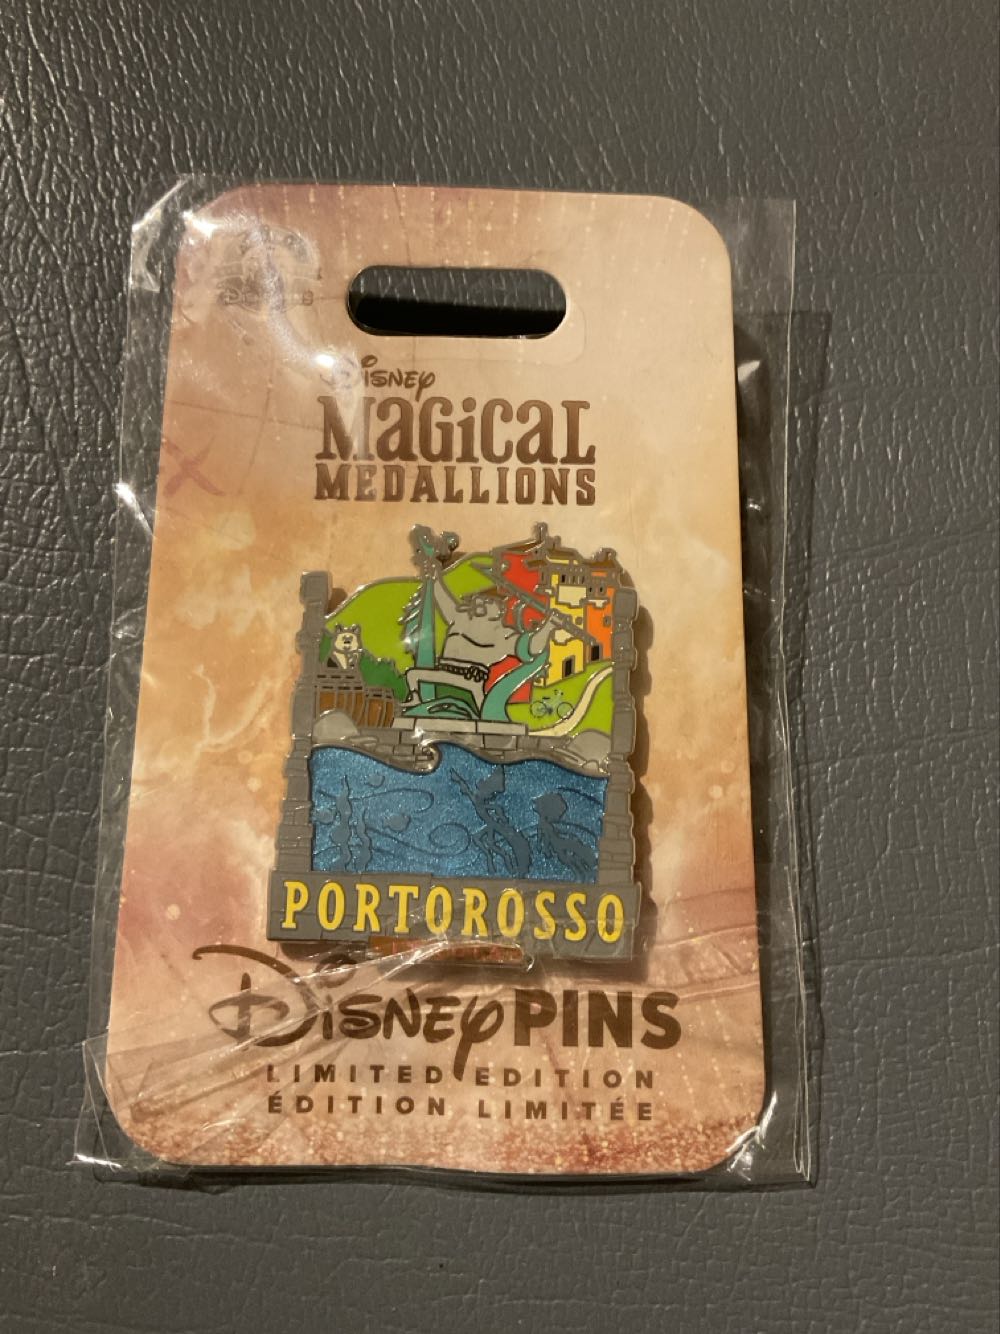 Disney
MAGiCAL
MEDALLIONS
PORTOROSSO
Disney PINS
LIMITED EDITION
ÉDITION LIMITÉE